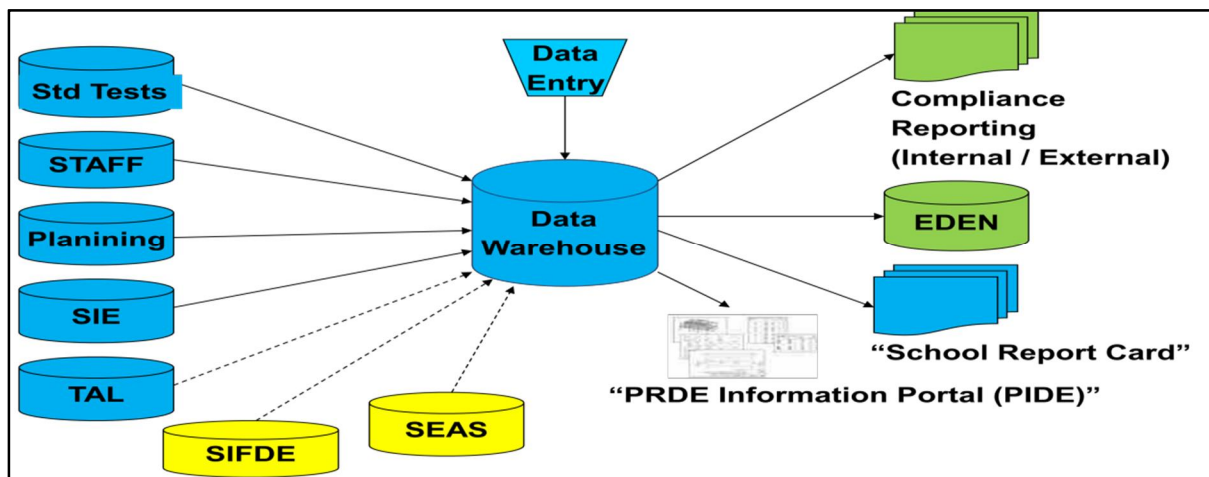 Std Tests
STAFF
Planining
SIE
TAL
SIFDE
SEAS
Data
Entry
Data
Warehouse
Compliance
Reporting
(Internal / External)
EDEN
“School Report Card”
“PRDE Information Portal (PIDE)”